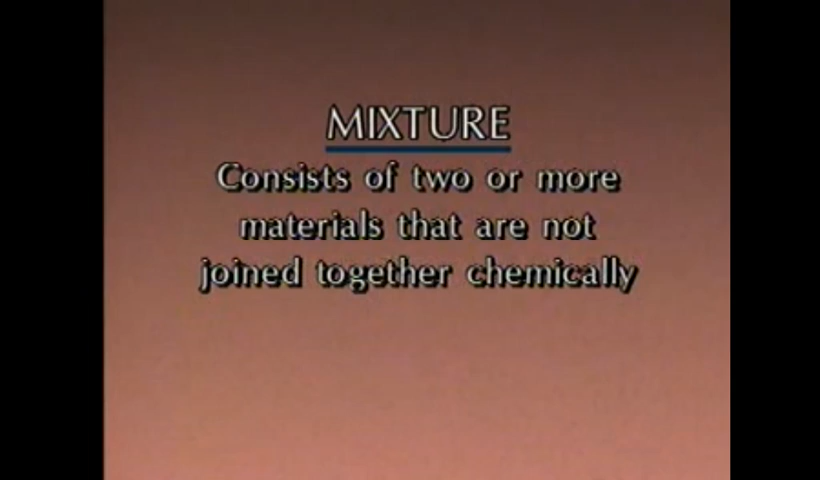 MIXTURE
Consists of two or more
materials that are not
joined together chemically